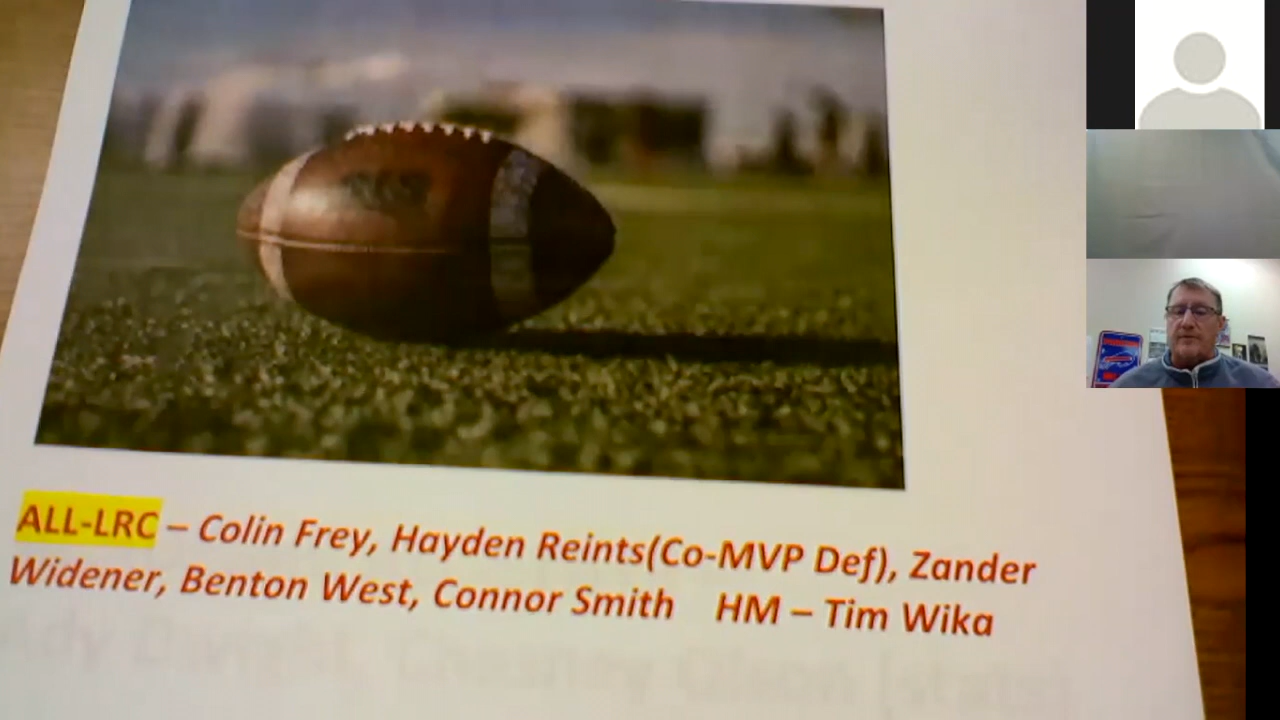 ALL-LRC – Colin Frey, Hayden Reints(Co-MVP Def), Zander
Widener, Benton West, Connor Smith HM – Tim Wika